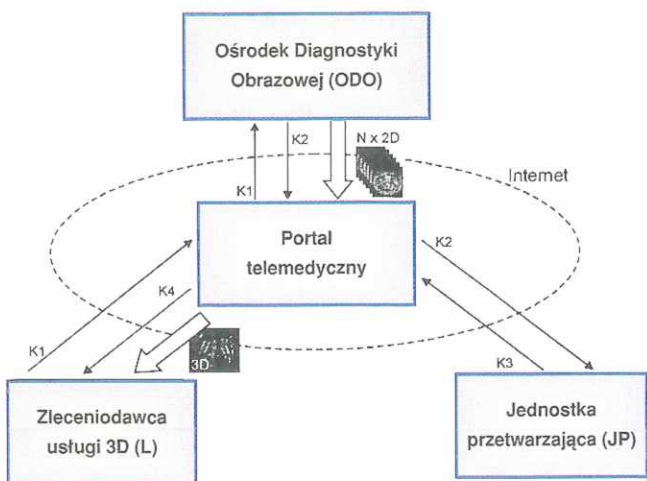 Ośrodek Diagnostyki
Obrazowej (ODO)
K2
N x 2D
Internet
K1
Portal
telemedyczny
K2
K4
K1
3D
K3
Zleceniodawca
usługi 3D (L)
Jednostka
przetwarzająca (JP)